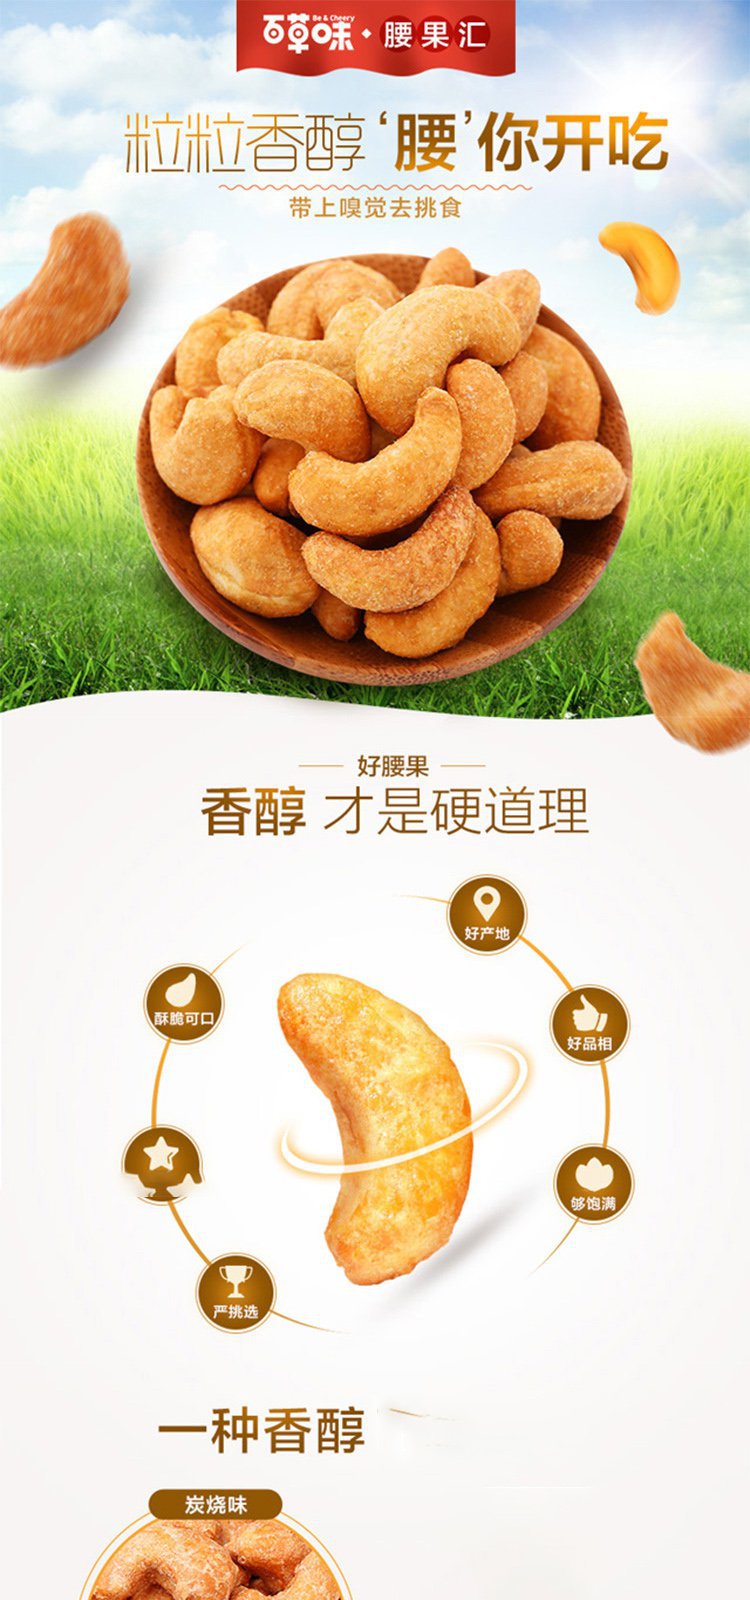 百草味·腰果汇
Be & Cheery
粒粒香醇‘腰’你开吃
带上嗅觉去挑食
好腰果
香醇 才是硬道理
好产地
酥脆可口
好品相
够饱满
严挑选
一种香醇
炭烧味